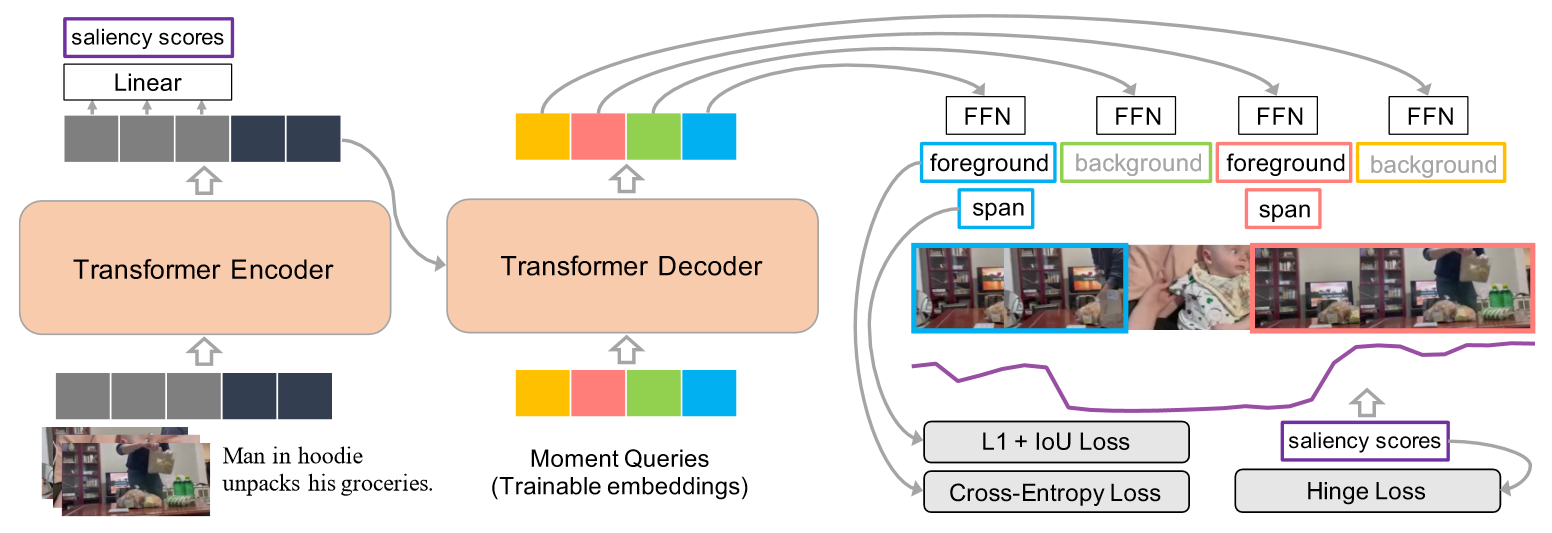 saliency scores
Linear
Transformer Encoder
Man in hoodie
unpacks his groceries.
Transformer Decoder
Moment Queries
(Trainable embeddings)
FFN
FFN
FFN
FFN
foreground
background
foreground
background
span
span
L1 + IoU Loss
Cross-Entropy Loss
saliency scores
Hinge Loss